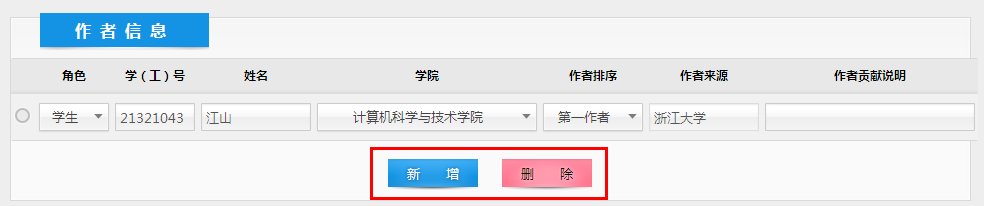 作者信息
角色 学（工）号 姓名 学院 作者排序 作者来源 作者贡献说明
学生 21321043 江山 计算机科学与技术学院 第一作者 浙江大学
新 增 删 除